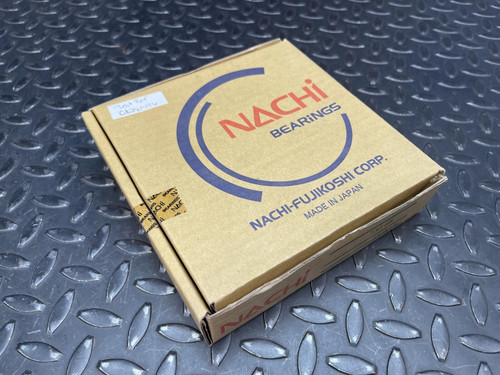 NACHi
BEARINGS
NACHI-FUJIKOSHI CORP.
MADE IN JAPAN
NACHI